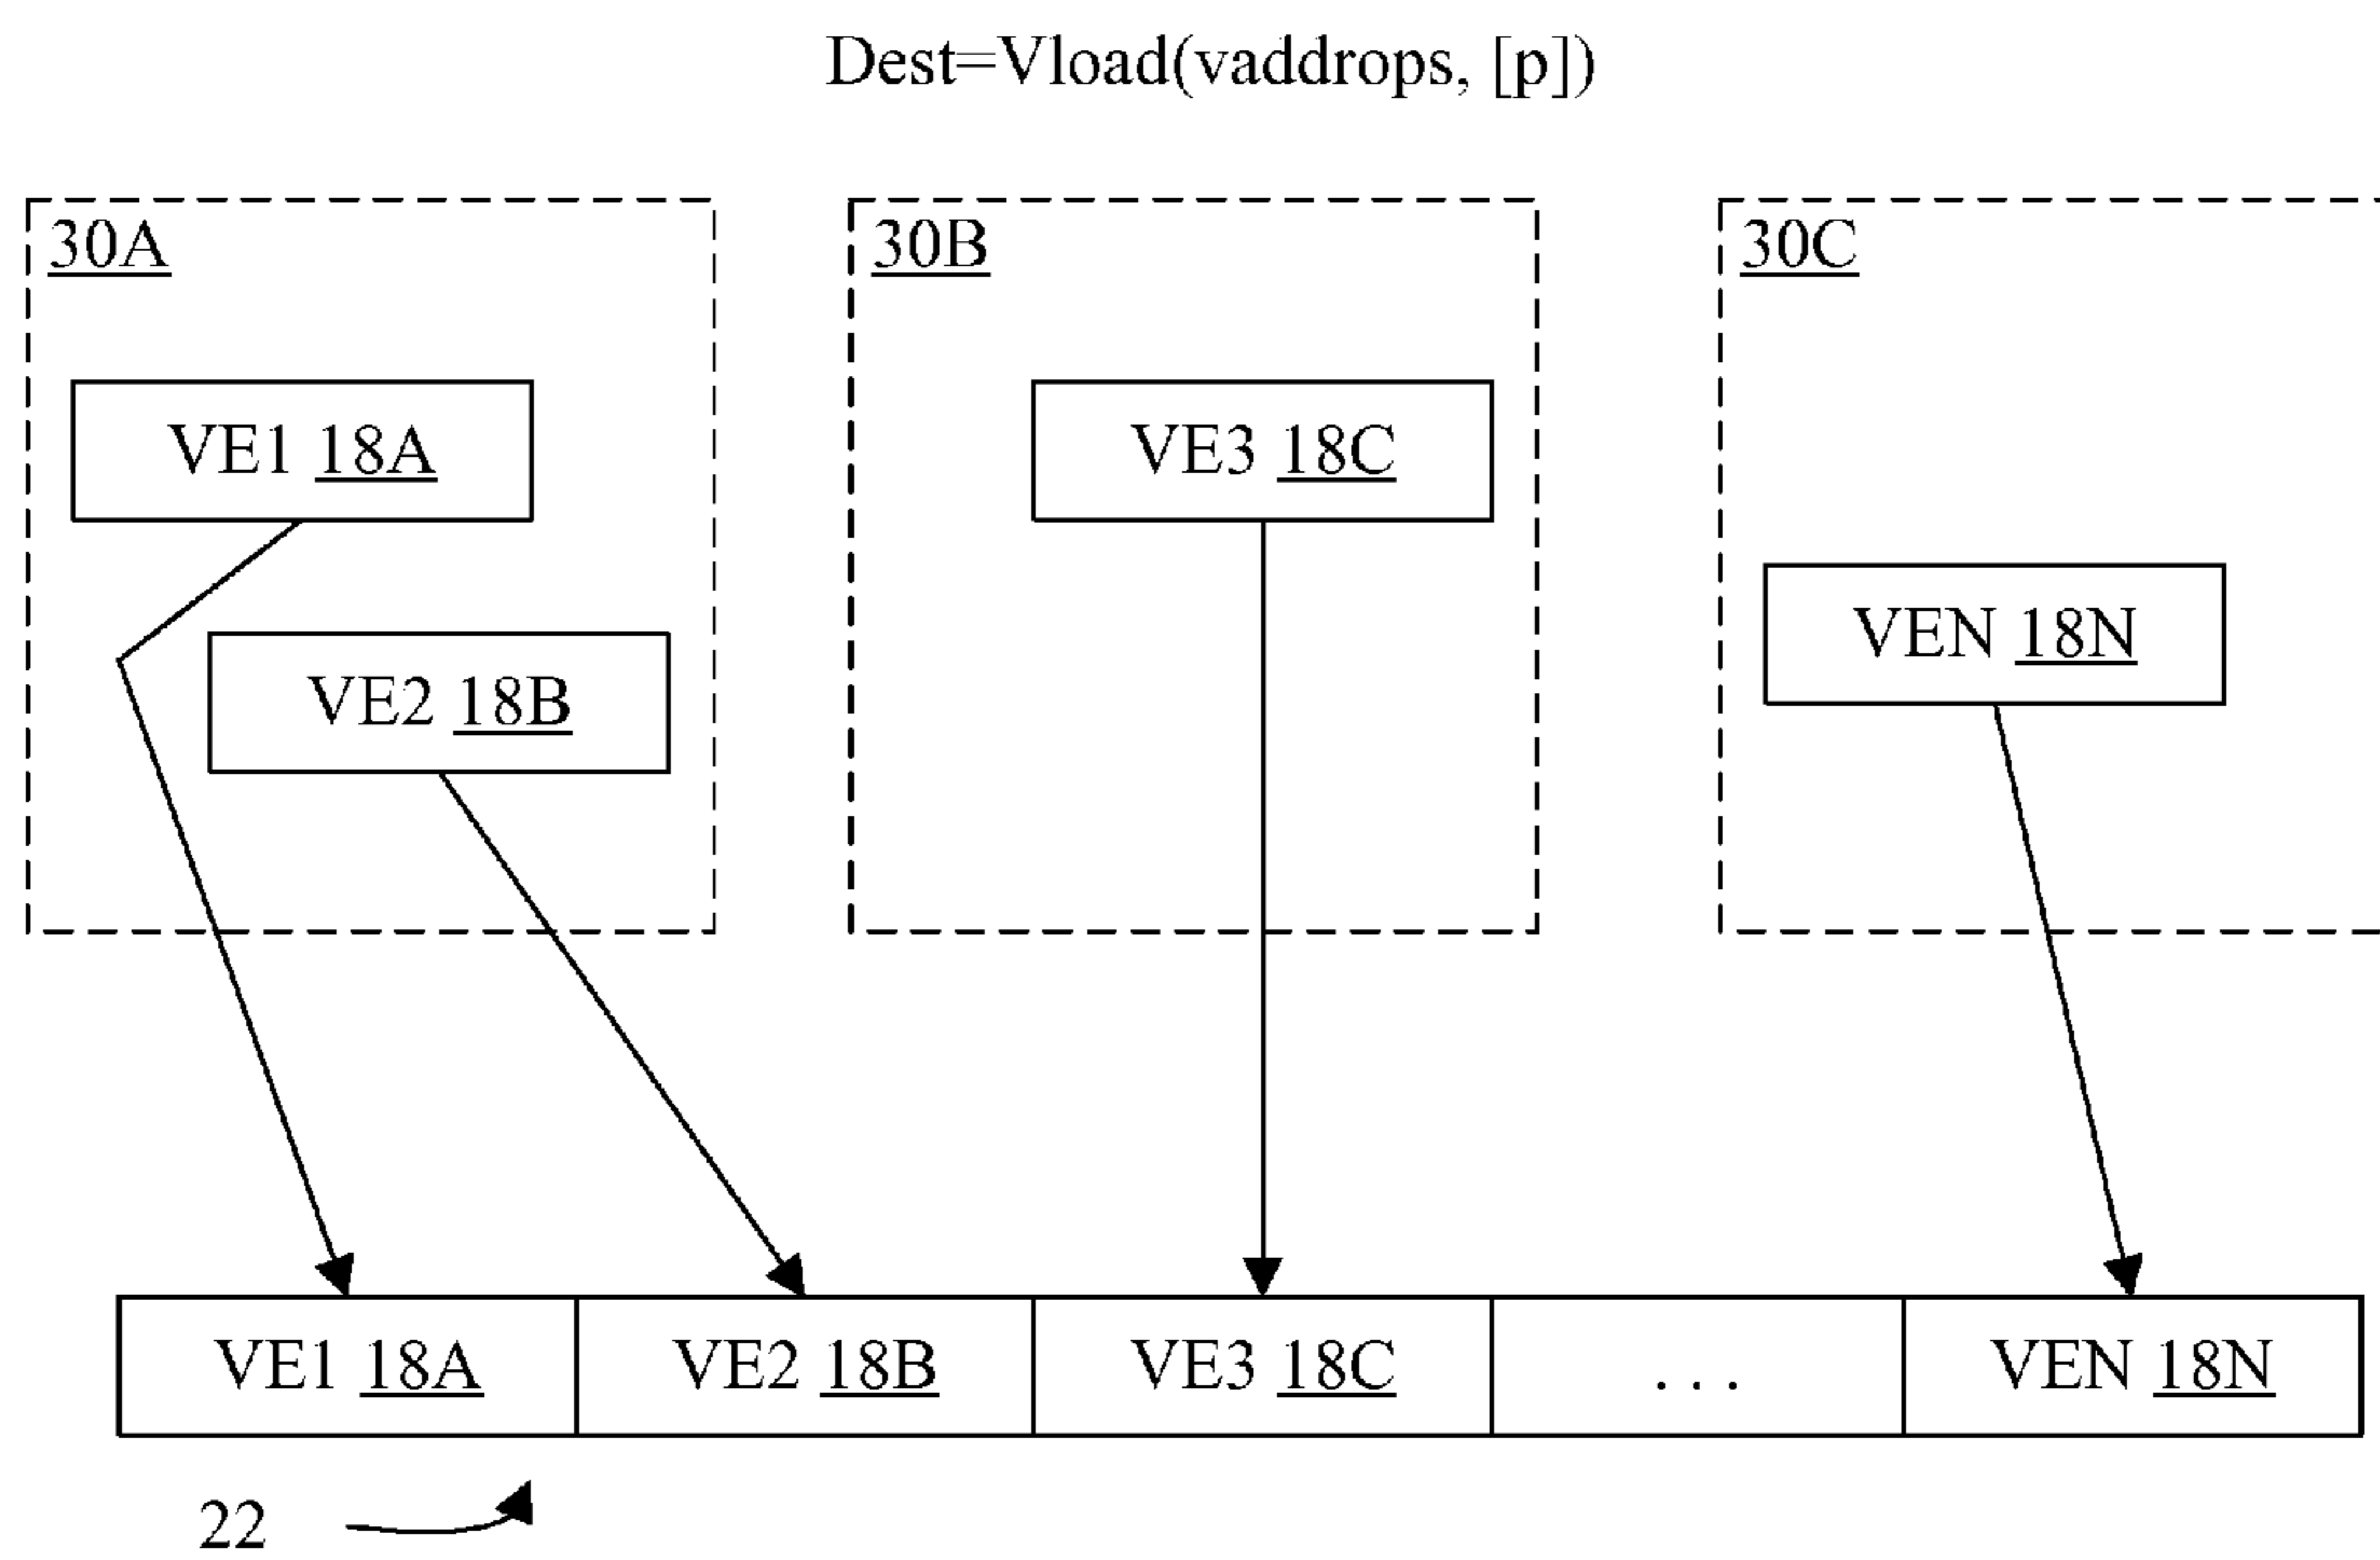 Dest=Vload(vaddrops, [p])
30A
30B
30C
VE1 18A
VE3 18C
VEN 18N
VE2 18B
VE1 18A
VE2 18B
VE3 18C
. . .
VEN 18N
22